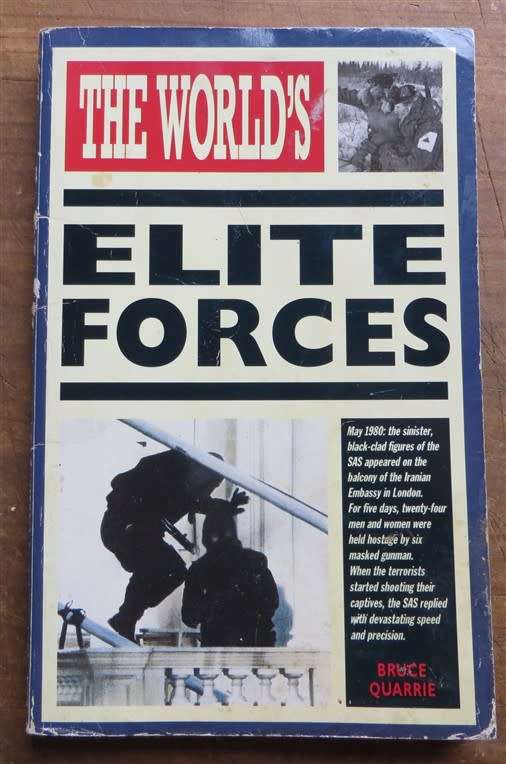 THE WORLD'S
ELITE
FORCES
May 1980: the sinister,
black-clad figures of the
SAS appeared on the
balcony of the Iranian
Embassy in London.
For five days, twenty-four
men and women were
held hostage by six
masked gunman.
When the terrorists
started shooting their
captives, the SAS replied
with devastating speed
and precision.
BRUCE
QUARRIE